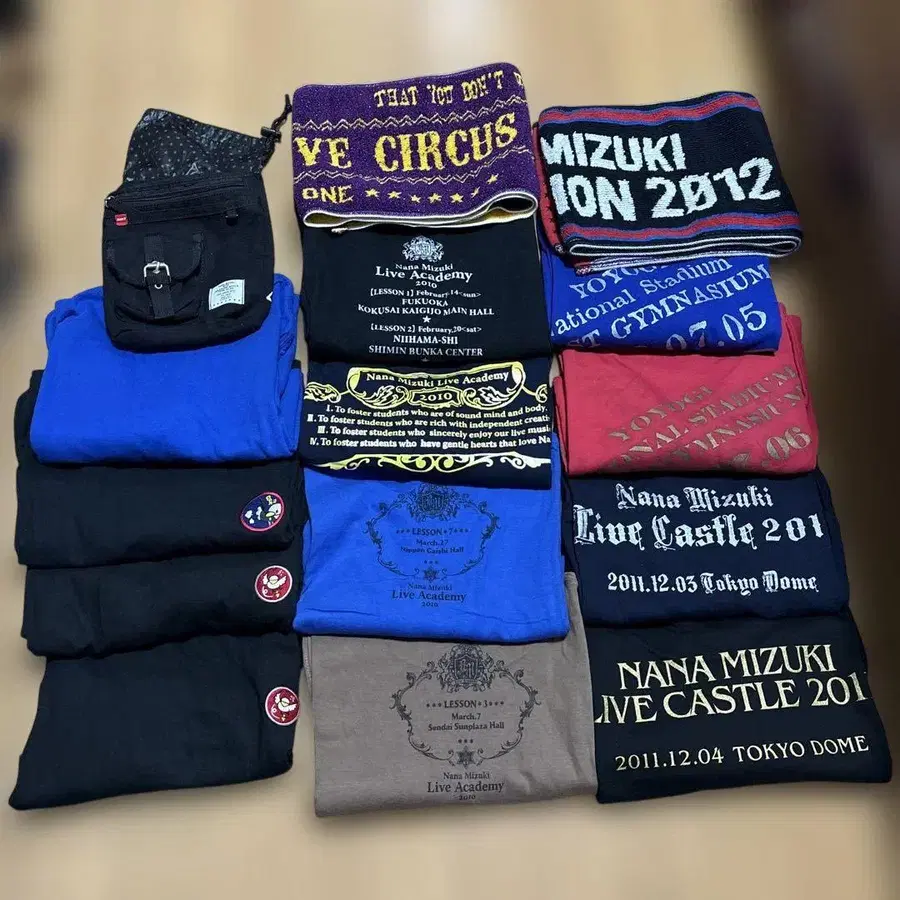 THAT YOU DON'T
VE CIRCUS
ONE
MIZUKI
ION 2012
Nana Mizuki
Live Academy
2010
[LESSON 1] February,14<sun>
FUKUOKA
KOKUSAI KAIGIJO MAIN HALL
[LESSON 2] February,20<sat>
NIIHAMA-SHI
SHIMIN BUNKA CENTER
YOYOGI
ational Stadium
ST GYMNASIUM
.07.05
Nana Mizuki Live Academy
2010
I. To foster students who are of sound mind and body.
II. To foster students who are rich with independent creati
III. To foster students who sincerely enjoy our live music
IV. To foster students who have gentle hearts that love Na
YOYOGI
ONAL STADIUM
GYMNASIUM
.06
LESSON 7
March.27
Nippon Gaishi Hall
Nana Mizuki
Live Academy
2010
Nana Mizuki
Live Castle 201
2011.12.03 Tokyo Dome
LESSON 3
March.7
Sendai Sunplaza Hall
Nana Mizuki
Live Academy
2010
NANA MIZUKI
LIVE CASTLE 201
2011.12.04 TOKYO DOME